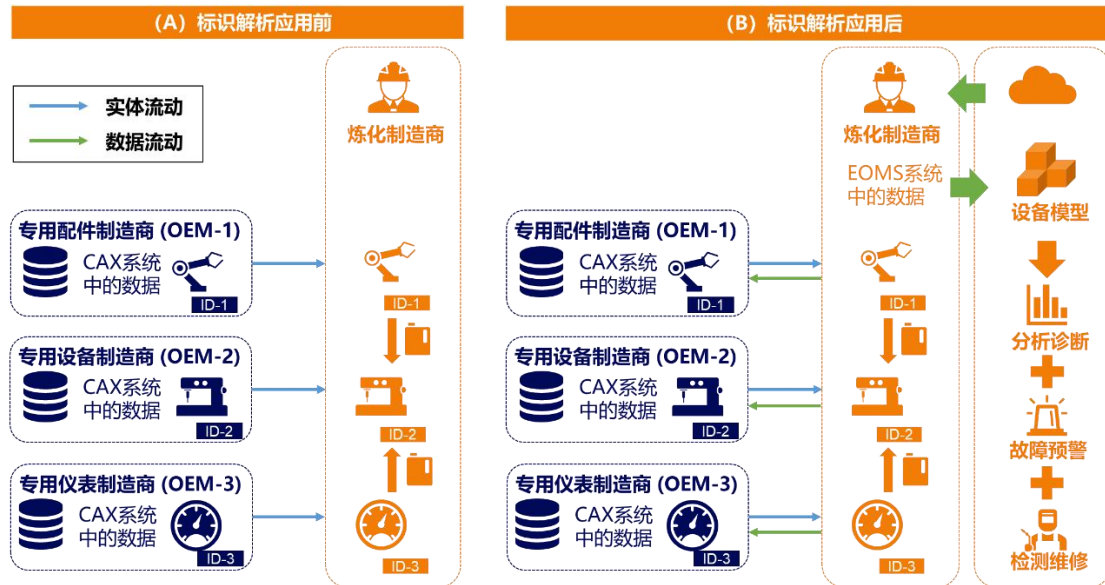 (A) 标识解析应用前
实体流动
数据流动
炼化制造商
专用配件制造商 (OEM-1)
CAX系统
中的数据
ID-1
ID-1
专用设备制造商 (OEM-2)
CAX系统
中的数据
ID-2
ID-2
专用仪表制造商 (OEM-3)
CAX系统
中的数据
ID-3
ID-3
(B) 标识解析应用后
炼化制造商
EOMS系统
中的数据
专用配件制造商 (OEM-1)
CAX系统
中的数据
ID-1
ID-1
专用设备制造商 (OEM-2)
CAX系统
中的数据
ID-2
ID-2
专用仪表制造商 (OEM-3)
CAX系统
中的数据
ID-3
ID-3
设备模型
分析诊断
故障预警
检测维修